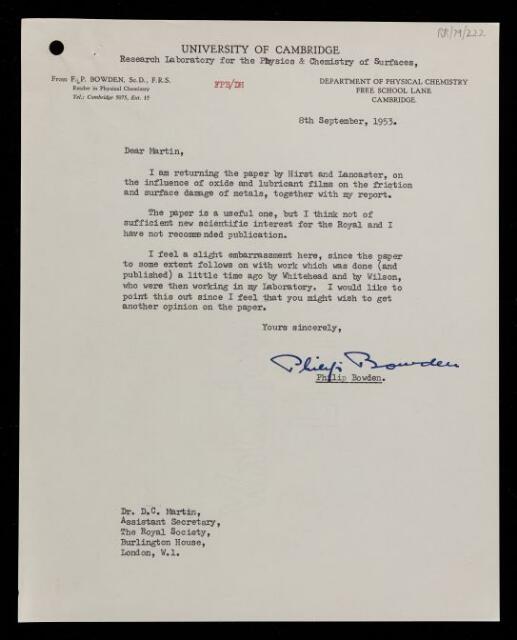 RR/79/222
UNIVERSITY OF CAMBRIDGE
Research Laboratory for the Physics & Chemistry of Surfaces,
From F. P. BOWDEN, Sc.D., F.R.S.
Reader in Physical Chemistry
Tel.: Cambridge 5075, Ext. 15
FPB/DH
DEPARTMENT OF PHYSICAL CHEMISTRY
FREE SCHOOL LANE
CAMBRIDGE.
8th September, 1953.
Dear Martin,
I am returning the paper by Hirst and Lancaster, on
the influence of oxide and lubricant films on the friction
and surface damage of metals, together with my report.
The paper is a useful one, but I think not of
sufficient new scientific interest for the Royal and I
have not recommended publication.
I feel a slight embarrassment here, since the paper
to some extent follows on with work which was done (and
published) a little time ago by Whitehead and by Wilson,
who were then working in my laboratory. I would like to
point this out since I feel that you might wish to get
another opinion on the paper.
Yours sincerely,
Philip Bowden
Philip Bowden.
Dr. D.C. Martin,
Assistant Secretary,
The Royal Society,
Burlington House,
London, W.1.